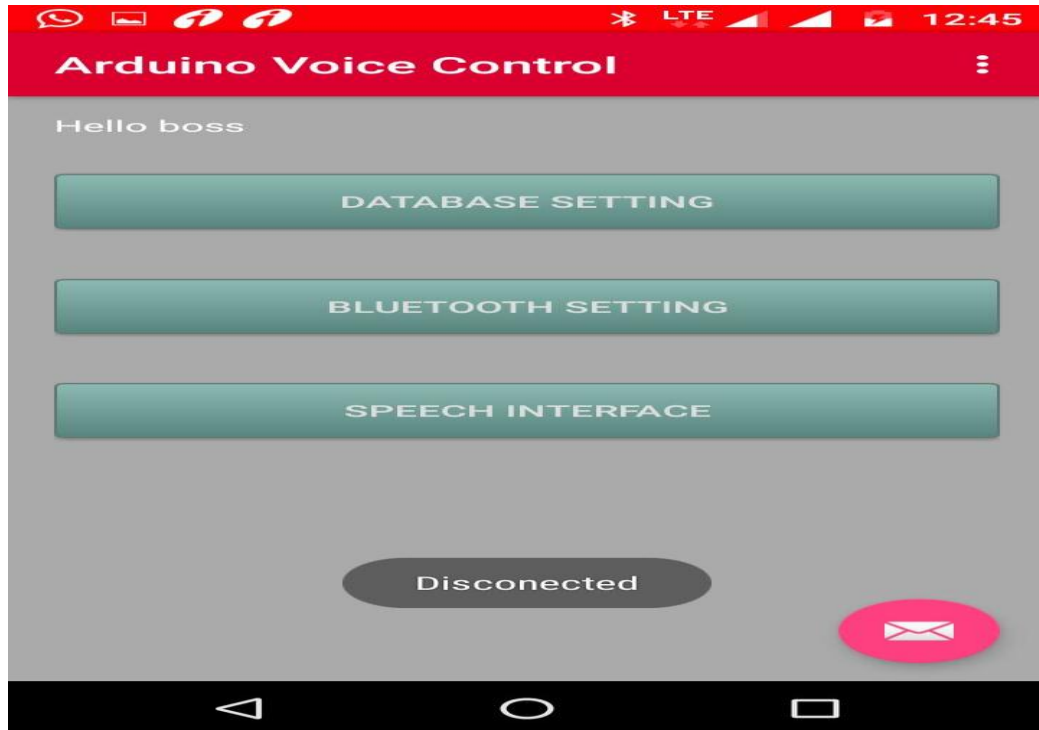 LTE 12:45
Arduino Voice Control
Hello boss
DATABASE SETTING
BLUETOOTH SETTING
SPEECH INTERFACE
Disconected